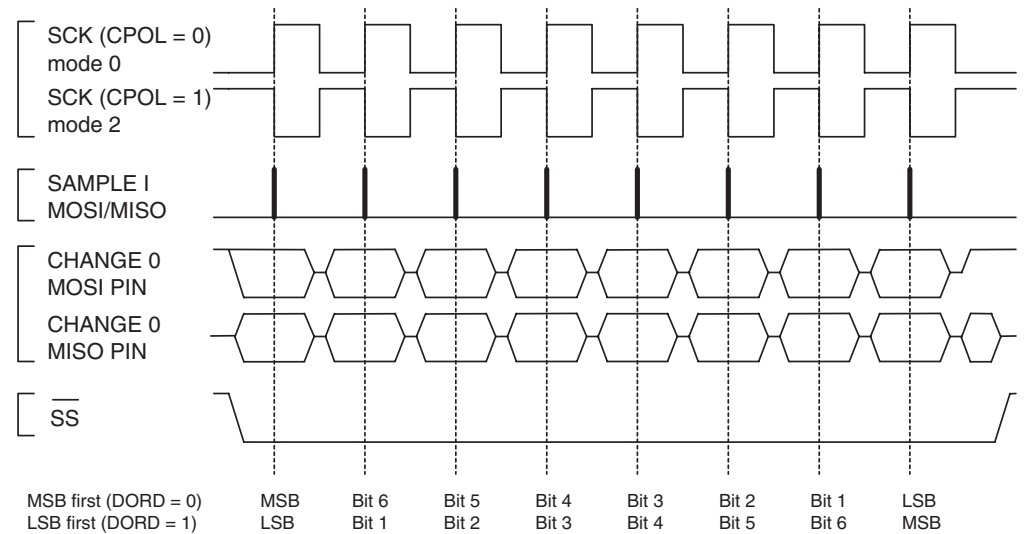 SCK (CPOL = 0)
mode 0
SCK (CPOL = 1)
mode 2
SAMPLE I
MOSI/MISO
CHANGE 0
MOSI PIN
CHANGE 0
MISO PIN
SS
MSB first (DORD = 0) MSB Bit 6 Bit 5 Bit 4 Bit 3 Bit 2 Bit 1 LSB
LSB first (DORD = 1) LSB Bit 1 Bit 2 Bit 3 Bit 4 Bit 5 Bit 6 MSB